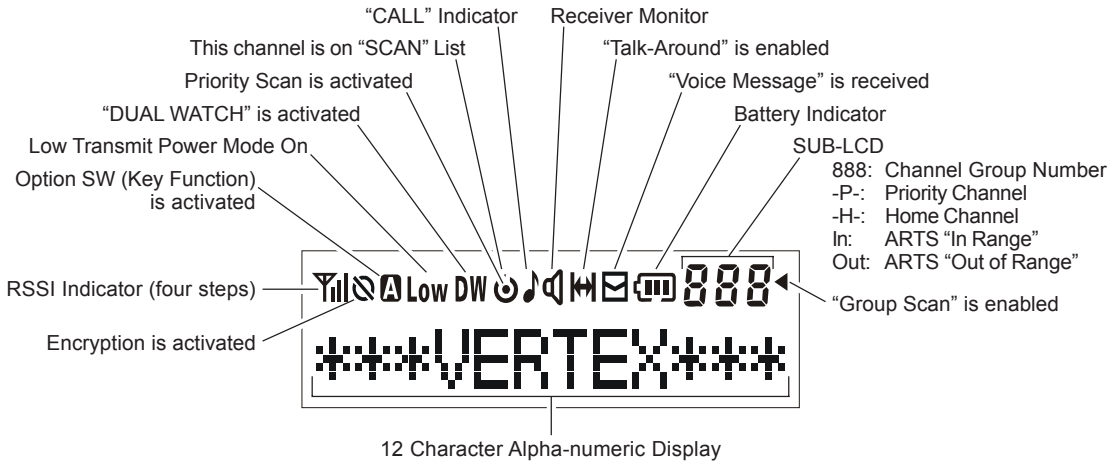 “CALL” Indicator
Receiver Monitor
This channel is on “SCAN” List
“Talk-Around” is enabled
Priority Scan is activated
“Voice Message” is received
“DUAL WATCH” is activated
Battery Indicator
Low Transmit Power Mode On
SUB-LCD
Option SW (Key Function)
is activated
888: Channel Group Number
-P-: Priority Channel
-H-: Home Channel
In: ARTS “In Range”
Out: ARTS “Out of Range”
RSSI Indicator (four steps)
A Low DW 888
“Group Scan” is enabled
Encryption is activated
***VERTEX***
12 Character Alpha-numeric Display